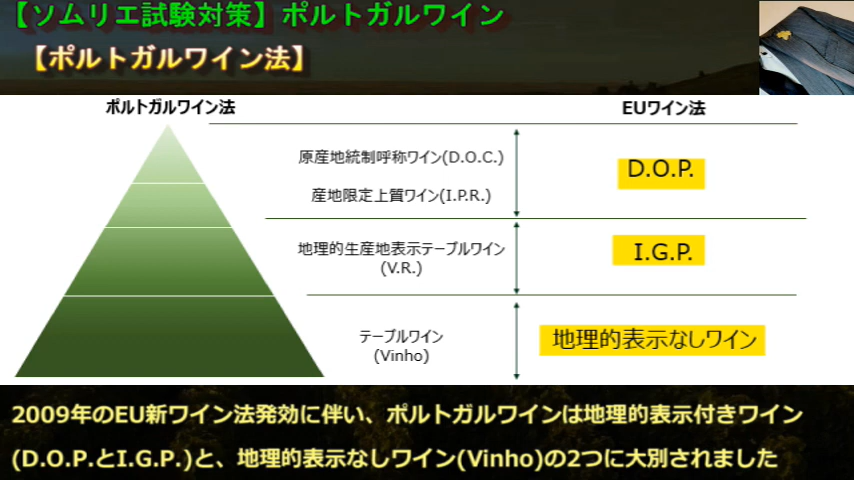 【ソムリエ試験対策】ポルトガルワイン
【ポルトガルワイン法】
ポルトガルワイン法
EUワイン法
原産地統制呼称ワイン(D.O.C.)
D.O.P.
産地限定上質ワイン(I.P.R.)
地理的生産地表示テーブルワイン
(V.R.)
I.G.P.
テーブルワイン
(Vinho)
地理的表示なしワイン
2009年のEU新ワイン法発効に伴い、ポルトガルワインは地理的表示付きワイン
(D.O.P.とI.G.P.)と、地理的表示なしワイン(Vinho)の2つに大別されました